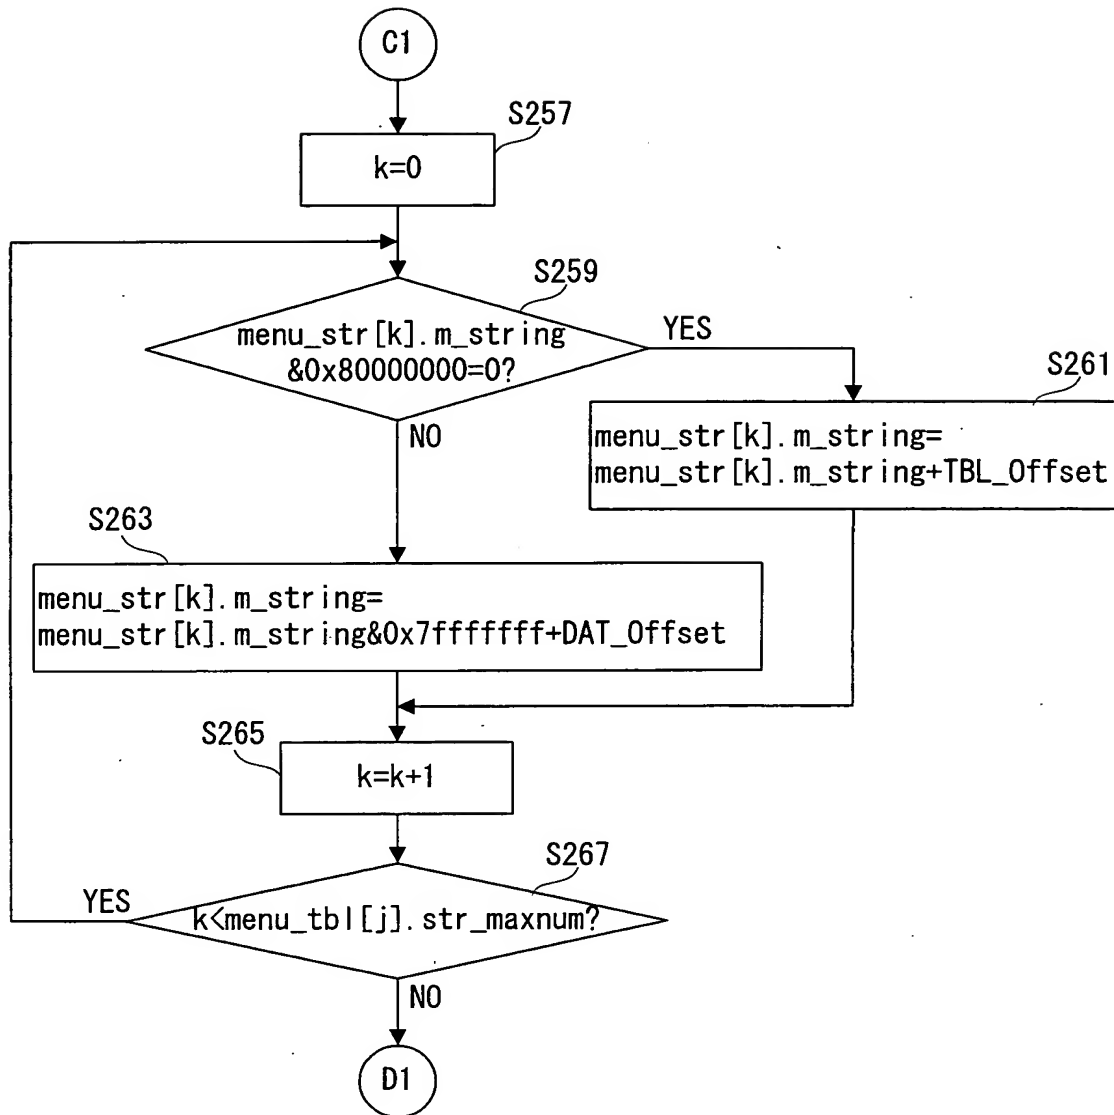 C1
S257
k=0
S259
menu_str[k].m_string
&0x80000000=0?
YES
NO
S261
menu_str[k].m_string=
menu_str[k].m_string+TBL_Offset
S263
menu_str[k].m_string=
menu_str[k].m_string&0x7fffffff+DAT_Offset
S265
k=k+1
S267
YES
k<menu_tbl[j].str_maxnum?
NO
D1